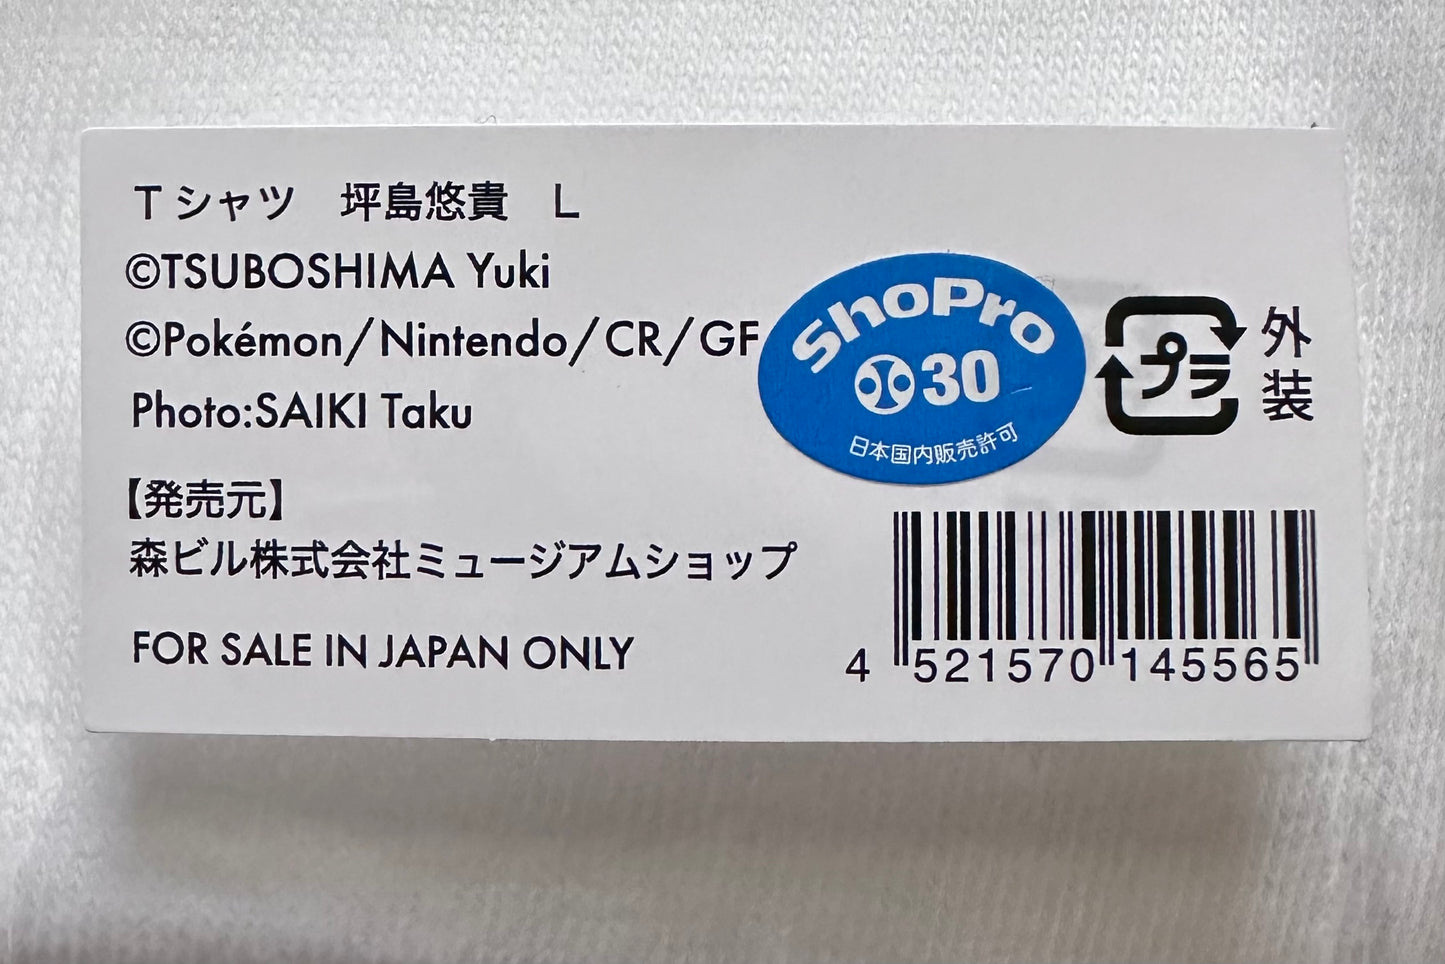 Tシャツ　坪島悠貴　L
©TSUBOSHIMA Yuki
©Pokémon/Nintendo/CR/GF
Photo:SAIKI Taku
ShoPro
30
日本国内販売許可
プラ
外装
【発売元】
森ビル株式会社ミュージアムショップ
FOR SALE IN JAPAN ONLY
4 521570 145565